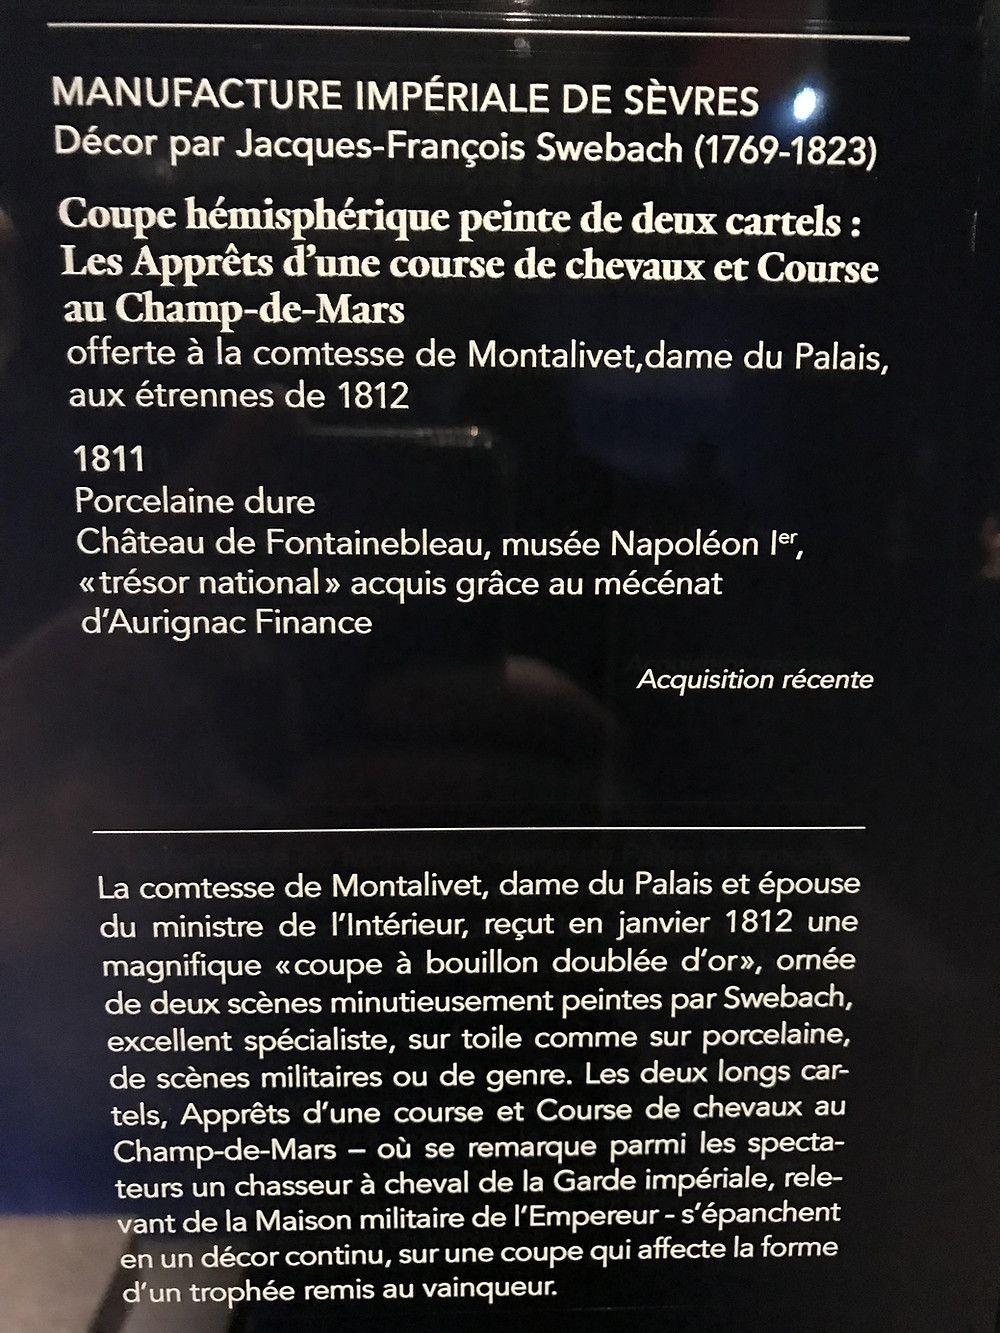 MANUFACTURE IMPÉRIALE DE SÈVRES
Décor par Jacques-François Swebach (1769-1823)
Coupe hémisphérique peinte de deux cartels :
Les Apprêts d'une course de chevaux et Course
au Champ-de-Mars
offerte à la comtesse de Montalivet,dame du Palais,
aux étrennes de 1812
1811
Porcelaine dure
Château de Fontainebleau, musée Napoléon Ier,
«trésor national» acquis grâce au mécénat
d'Aurignac Finance
Acquisition récente
La comtesse de Montalivet, dame du Palais et épouse
du ministre de l'Intérieur, reçut en janvier 1812 une
magnifique «coupe à bouillon doublée d'or», ornée
de deux scènes minutieusement peintes par Swebach,
excellent spécialiste, sur toile comme sur porcelaine,
de scènes militaires ou de genre. Les deux longs car-
tels, Apprêts d'une course et Course de chevaux au
Champ-de-Mars – où se remarque parmi les specta-
teurs un chasseur à cheval de la Garde impériale, rele-
vant de la Maison militaire de l'Empereur - s'épanchent
en un décor continu, sur une coupe qui affecte la forme
d'un trophée remis au vainqueur.